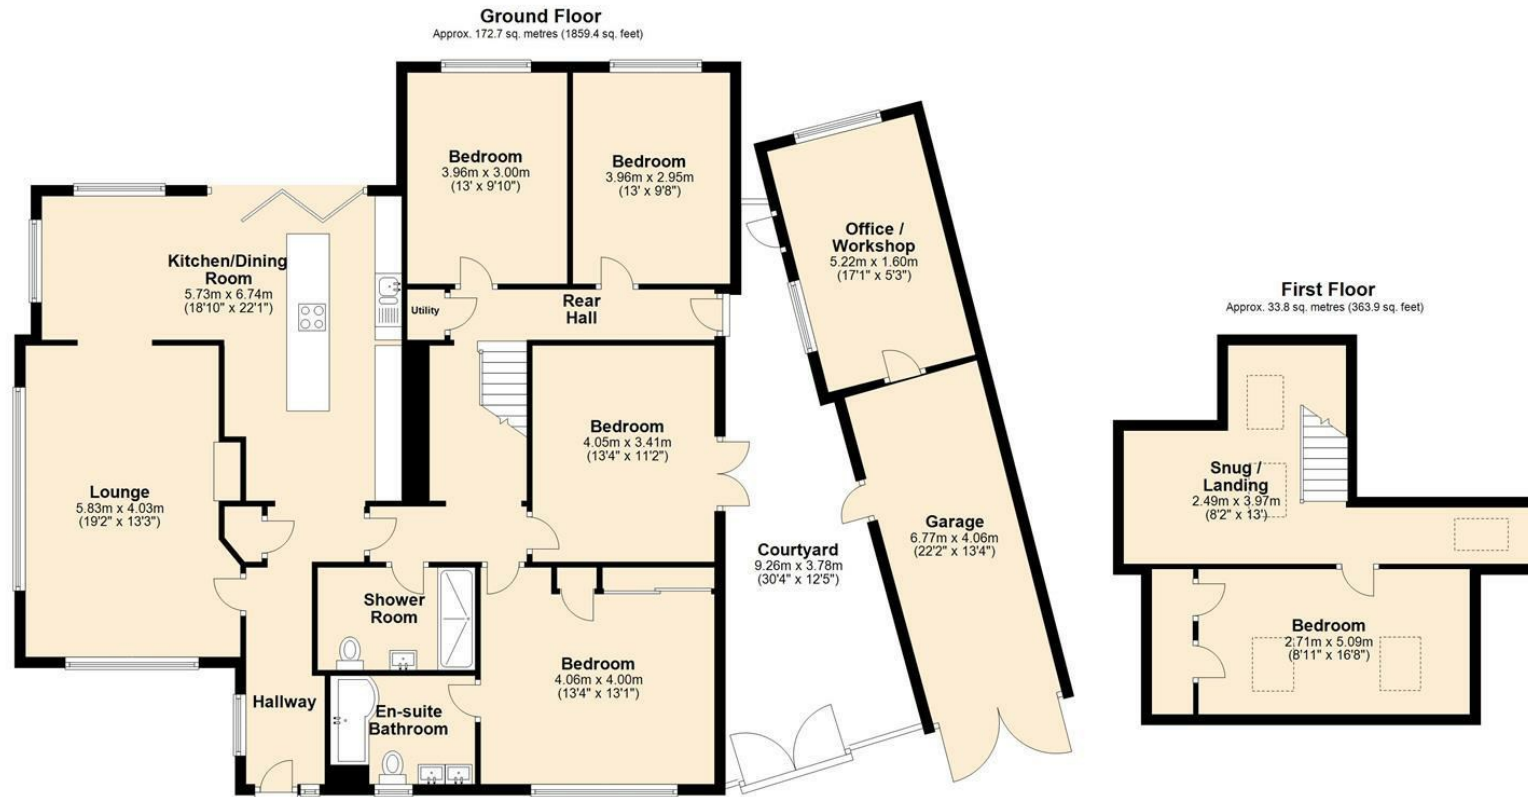 Ground Floor
Approx. 172.7 sq. metres (1859.4 sq. feet)
Bedroom
3.96m x 3.00m
(13' x 9'10")
Bedroom
3.96m x 2.95m
(13' x 9'8")
Office /
Workshop
5.22m x 1.60m
(17'1" x 5'3")
Kitchen/Dining
Room
5.73m x 6.74m
(18'10" x 22'1")
Utility
Rear
Hall
Bedroom
4.05m x 3.41m
(13'4" x 11'2")
Lounge
5.83m x 4.03m
(19'2" x 13'3")
Garage
6.77m x 4.06m
(22'2" x 13'4")
Courtyard
9.26m x 3.78m
(30'4" x 12'5")
Shower
Room
Bedroom
4.06m x 4.00m
(13'4" x 13'1")
Hallway
En-suite
Bathroom
First Floor
Approx. 33.8 sq. metres (363.9 sq. feet)
Snug /
Landing
2.49m x 3.97m
(8'2" x 13')
Bedroom
2.71m x 5.09m
(8'11" x 16'8")